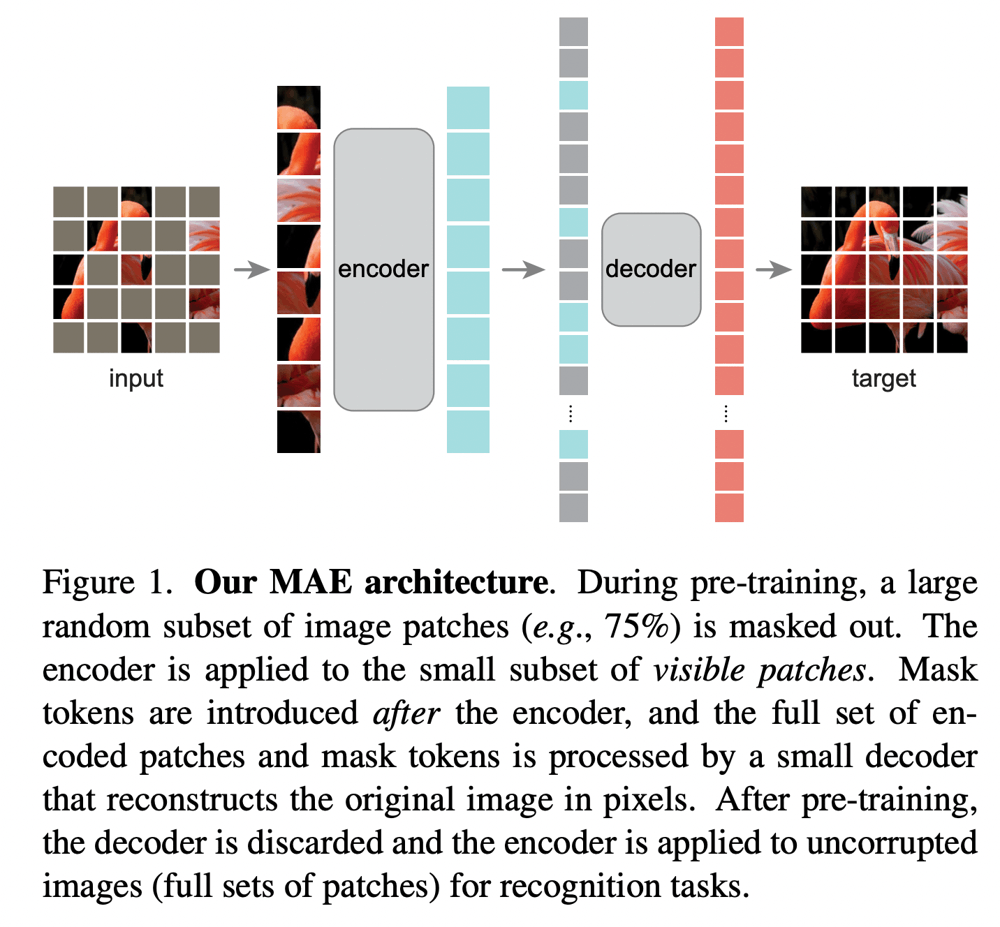 encoder
decoder
input
target
Figure 1. Our MAE architecture. During pre-training, a large
random subset of image patches (e.g., 75%) is masked out. The
encoder is applied to the small subset of visible patches. Mask
tokens are introduced after the encoder, and the full set of en-
coded patches and mask tokens is processed by a small decoder
that reconstructs the original image in pixels. After pre-training,
the decoder is discarded and the encoder is applied to uncorrupted
images (full sets of patches) for recognition tasks.